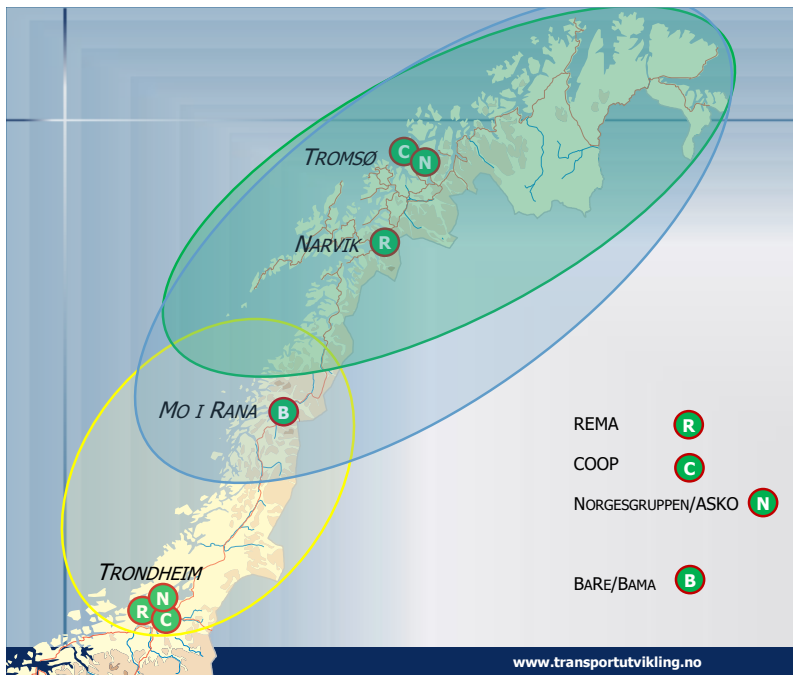 TROMSØ C N
NARVIK R
MO I RANA B
REMA R
COOP C
NORGESGRUPPEN/ASKO N
TRONDHEIM
BARE/BAMA B
N
R C
www.transportutvikling.no